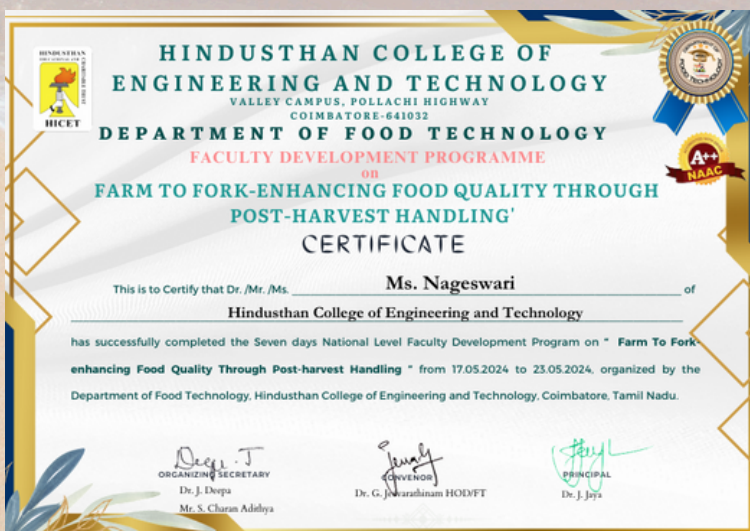 HINDUSTHAN
HICET
HINDUSTHAN COLLEGE OF
ENGINEERING AND TECHNOLOGY
VALLEY CAMPUS, POLLACHI HIGHWAY
COIMBATORE-641032
DEPARTMENT OF FOOD TECHNOLOGY
FOOD TECHNOLOGY
A++
NAAC
FACULTY DEVELOPMENT PROGRAMME
on
FARM TO FORK-ENHANCING FOOD QUALITY THROUGH
POST-HARVEST HANDLING'
CERTIFICATE
This is to Certify that Dr. /Mr. /Ms. Ms. Nageswari of
Hindusthan College of Engineering and Technology
has successfully completed the Seven days National Level Faculty Development Program on " Farm To Fork-
enhancing Food Quality Through Post-harvest Handling " from 17.05.2024 to 23.05.2024, organized by the
Department of Food Technology, Hindusthan College of Engineering and Technology, Coimbatore, Tamil Nadu.
Deepa . J
ORGANIZING SECRETARY
Dr. J. Deepa
Mr. S. Charan Adithya
CONVENOR
Dr. G. Jeevarathinam HOD/FT
PRINCIPAL
Dr. J. Jaya